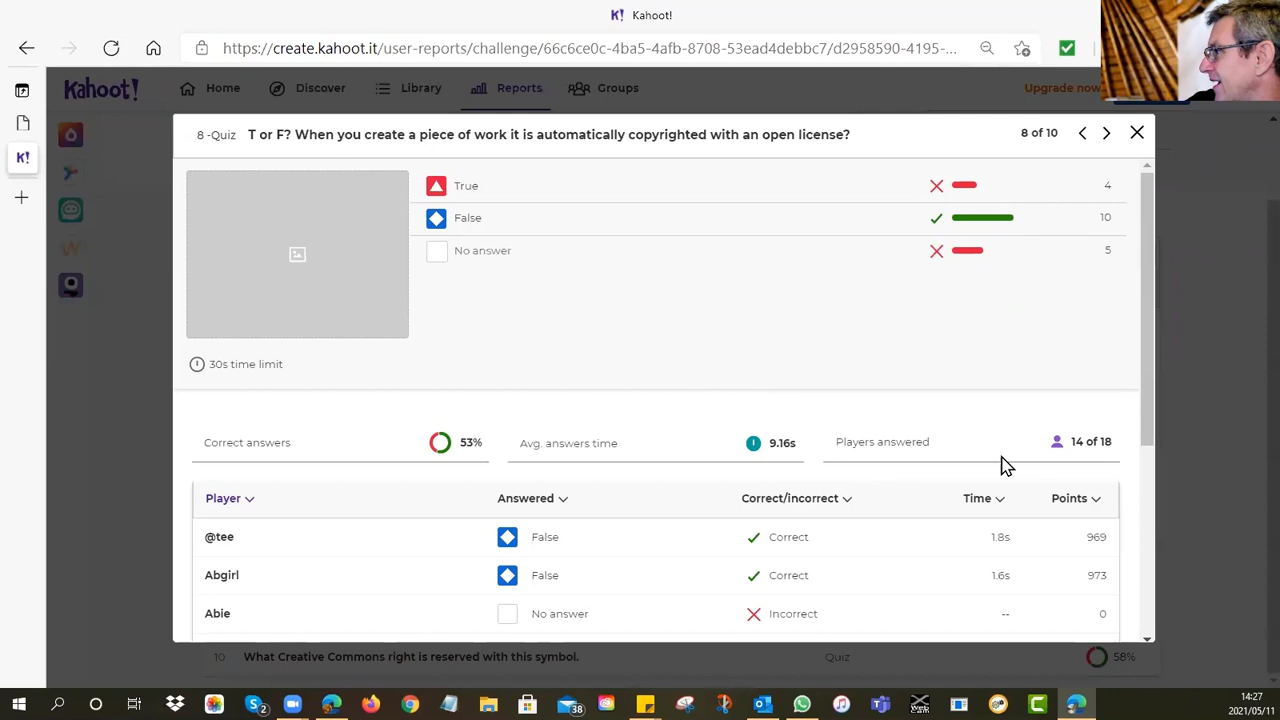 K! Kahoot!
https://create.kahoot.it/user-reports/challenge/66c6ce0c-4ba5-4afb-8708-53ead4debbc7/d2958590-4195-...
Kahoot! Home Discover Library Reports Groups Upgrade now
K!
8 -Quiz T or F? When you create a piece of work it is automatically copyrighted with an open license? 8 of 10
True 4
False 10
No answer 5
30s time limit
Correct answers 53% Avg. answers time 9.16s Players answered 14 of 18
Player Answered Correct/incorrect Time Points
@tee False Correct 1.8s 969
Abgirl False Correct 1.6s 973
Abie No answer Incorrect -- 0
10 What Creative Commons right is reserved with this symbol. Quiz 58%
2 38
14:27
2021/05/11